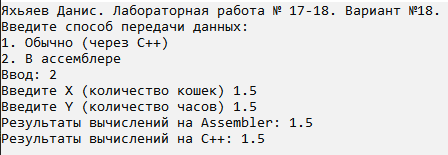 Яхьяев Данис. Лабораторная работа № 17-18. Вариант №18.
Введите способ передачи данных:
1. Обычно (через С++)
2. В ассемблере
Ввод: 2
Введите X (количество кошек) 1.5
Введите Y (количество часов) 1.5
Результаты вычислений на Assembler: 1.5
Результаты вычислений на С++: 1.5